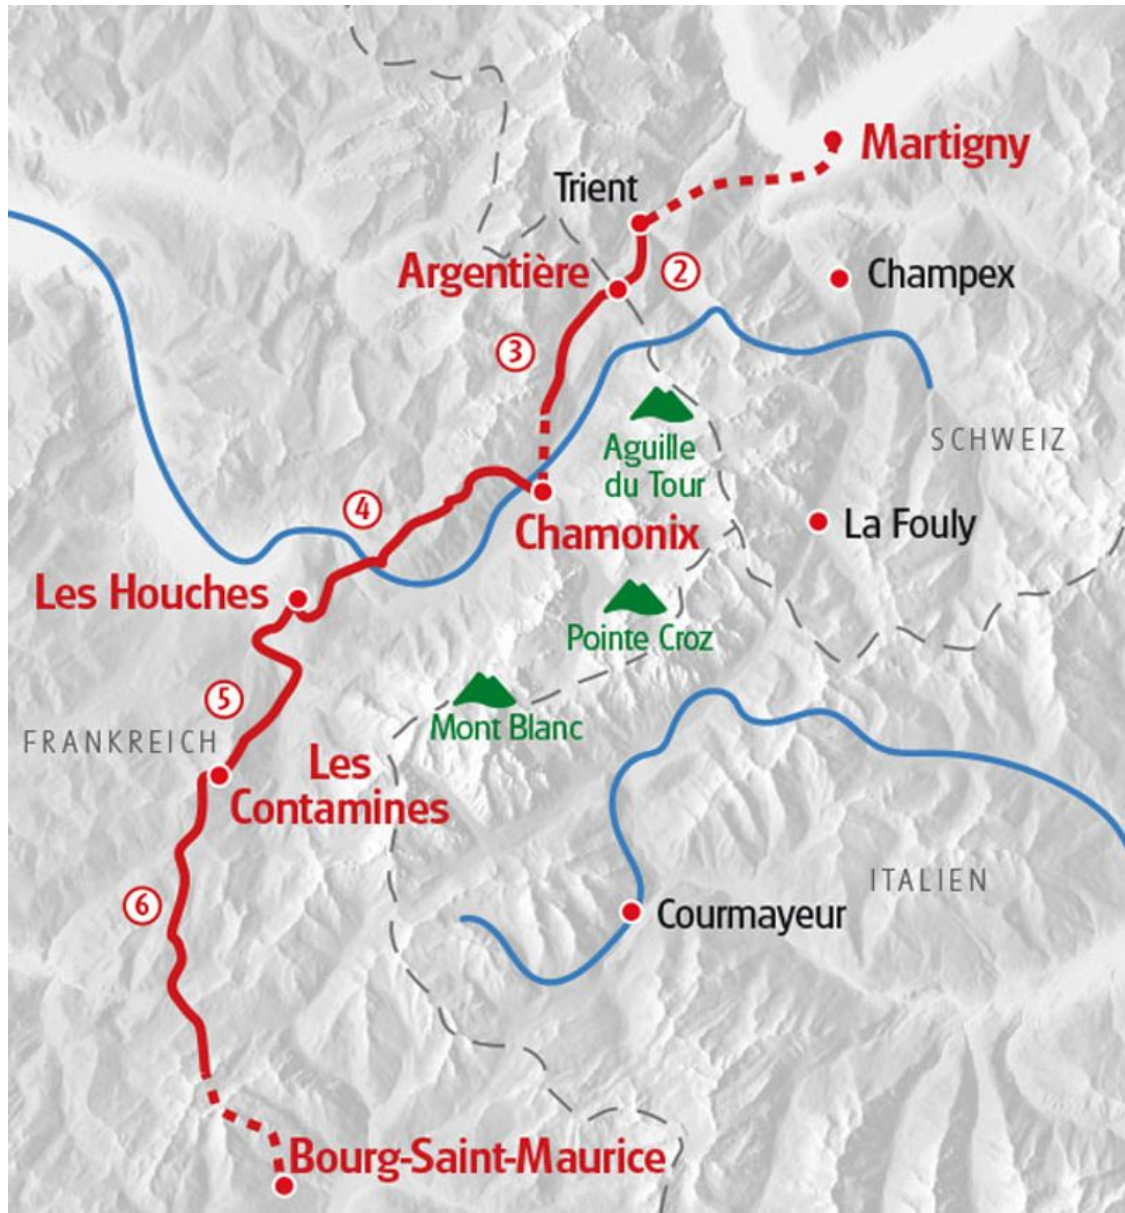 Martigny
Trient
Argentière
②
Champex
③
Aguille
du Tour
SCHWEIZ
④
Chamonix
La Fouly
Les Houches
Pointe Croz
⑤
Mont Blanc
FRANKREICH
Les
Contamines
ITALIEN
⑥
Courmayeur
Bourg-Saint-Maurice